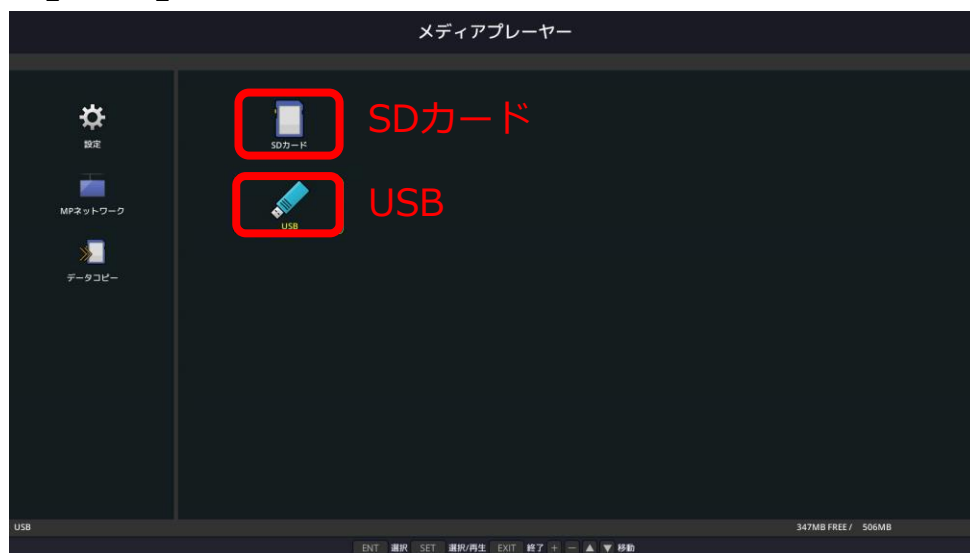 メディアプレーヤー
設定
MPネットワーク
データコピー
SDカード
SDカード
USB
USB
USB
347MB FREE / 506MB
ENT 選択 SET 選択/再生 EXIT 終了 + − ▲ ▼ 移動